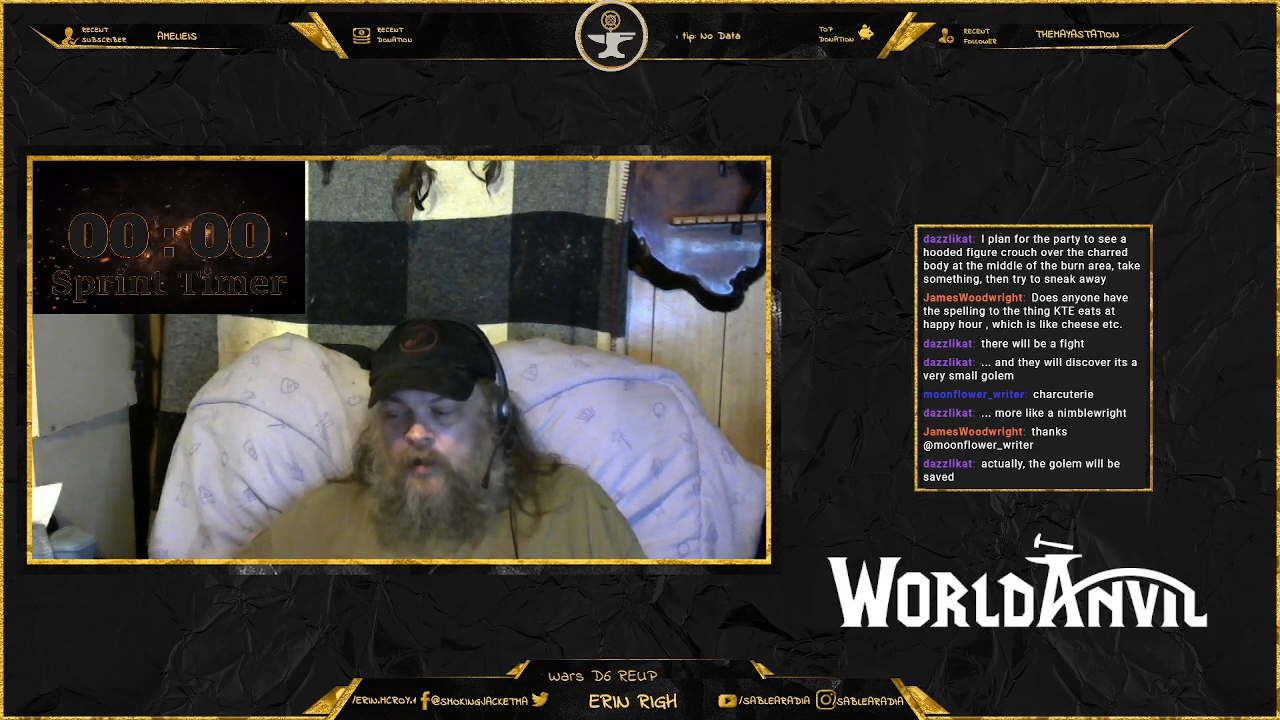 RECENT
SUBSCRIBER
AMELIEIS
RECENT
DONATION
tip: No Data
TOP
DONATION
RECENT
FOLLOWER
THEMAYASTATION
00:00
Sprint Timer
dazzlikat: I plan for the party to see a
hooded figure crouch over the charred
body at the middle of the burn area, take
something, then try to sneak away
JamesWoodwright: Does anyone have
the spelling to the thing KTE eats at
happy hour , which is like cheese etc.
dazzlikat: there will be a fight
dazzlikat: ... and they will discover its a
very small golem
moonflower_writer: charcuterie
dazzlikat: ... more like a nimblewright
JamesWoodwright: thanks
@moonflower_writer
dazzlikat: actually, the golem will be
saved
WORLDANVIL
wars D6 REUP
/ERIN.MCROY.1
@SMOKINGJACKETMA
ERIN RIGH
/SABLEARADIA
/SABLEARADIA